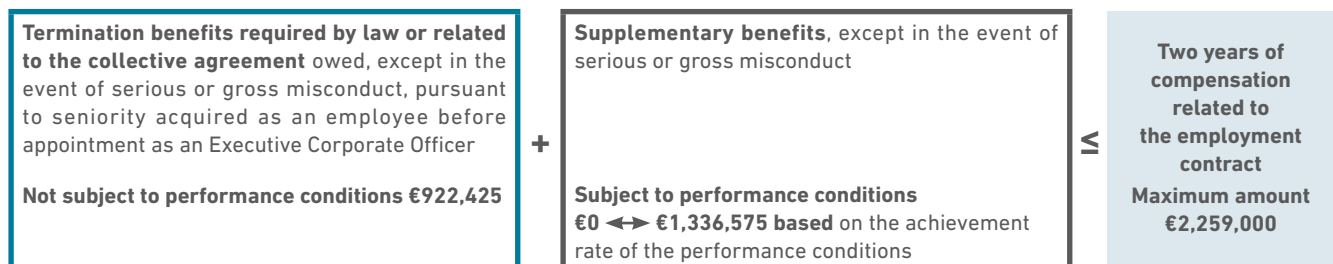 Termination benefits required by law or related
to the collective agreement owed, except in the
event of serious or gross misconduct, pursuant
to seniority acquired as an employee before
appointment as an Executive Corporate Officer
Not subject to performance conditions €922,425
+
Supplementary benefits, except in the event of
serious or gross misconduct
Subject to performance conditions
€0 ↔ €1,336,575 based on the achievement
rate of the performance conditions
≤
Two years of
compensation
related to
the employment
contract
Maximum amount
€2,259,000